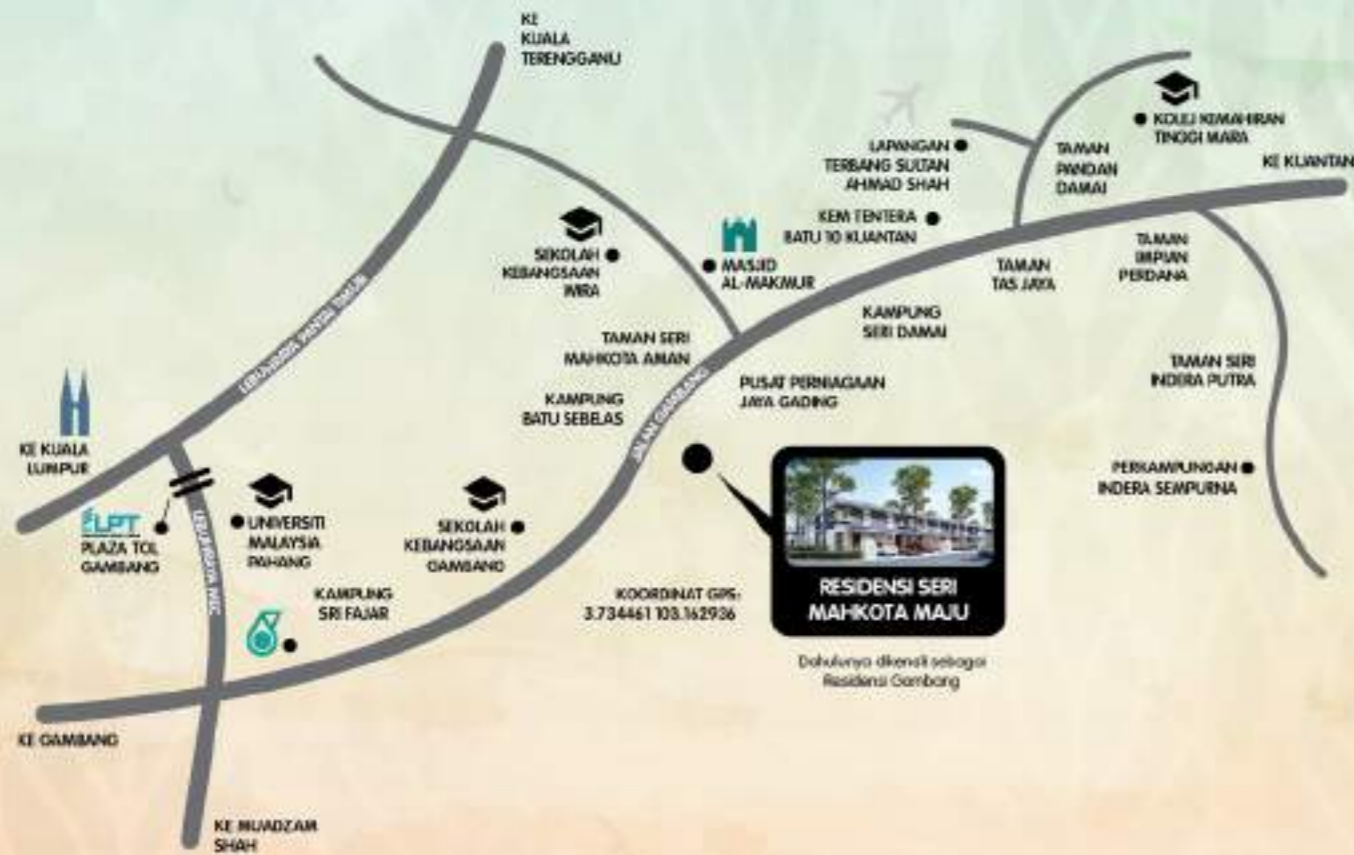 KE
KUALA
TERENGGANU
KOLEJ KEMAHIRAN
TINGGI MARA
LAPANGAN
TERBANG SULTAN
AHMAD SHAH
TAMAN
PANDAN
DAMAI
KE KUANTAN
KEM TENTERA
BATU 10 KUANTAN
SEKOLAH
KEBANGSAAN
WIRA
MASJID
AL-MAKMUR
TAMAN
TAS JAYA
TAMAN
IMPIAN
PERDANA
KAMPUNG
SERI DAMAI
TAMAN SERI
MAHKOTA AMAN
LEBUHRAYA PANTAI TIMUR
TAMAN SERI
INDERA PUTRA
PUSAT PERNIAGAAN
JAYA GADING
KAMPUNG
BATU SEBELAS
JALAN GAMBANG
KE KUALA
LUMPUR
PERKAMPUNGAN
INDERA SEMPURNA
LPT
PLAZA TOL
GAMBANG
UNIVERSITI
MALAYSIA
PAHANG
SEKOLAH
KEBANGSAAN
GAMBANG
LEBUHRAYA
KAMPUNG
SRI FAJAR
KOORDINAT GPS:
3.734461 103.162936
RESIDENSI SERI
MAHKOTA MAJU
Dahulunya dikenali sebagai
Residensi Gambang
KE GAMBANG
KE MUADZAM
SHAH